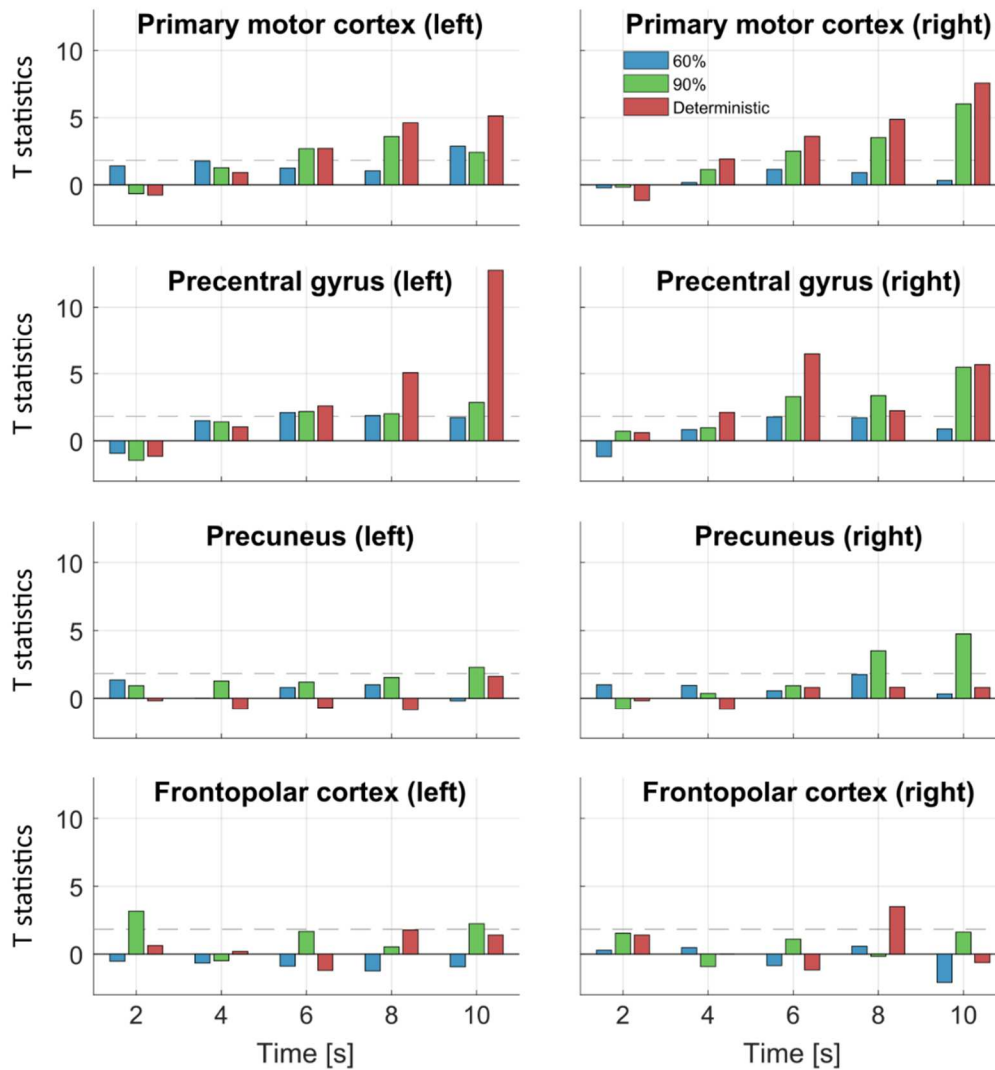 Primary motor cortex (left)
Primary motor cortex (right)
10
5
0
T statistics
60%
90%
Deterministic
Precentral gyrus (left)
Precentral gyrus (right)
10
5
0
T statistics
Precuneus (left)
Precuneus (right)
10
5
0
T statistics
Frontopolar cortex (left)
Frontopolar cortex (right)
10
5
0
T statistics
2 4 6 8 10
2 4 6 8 10
Time [s]
Time [s]